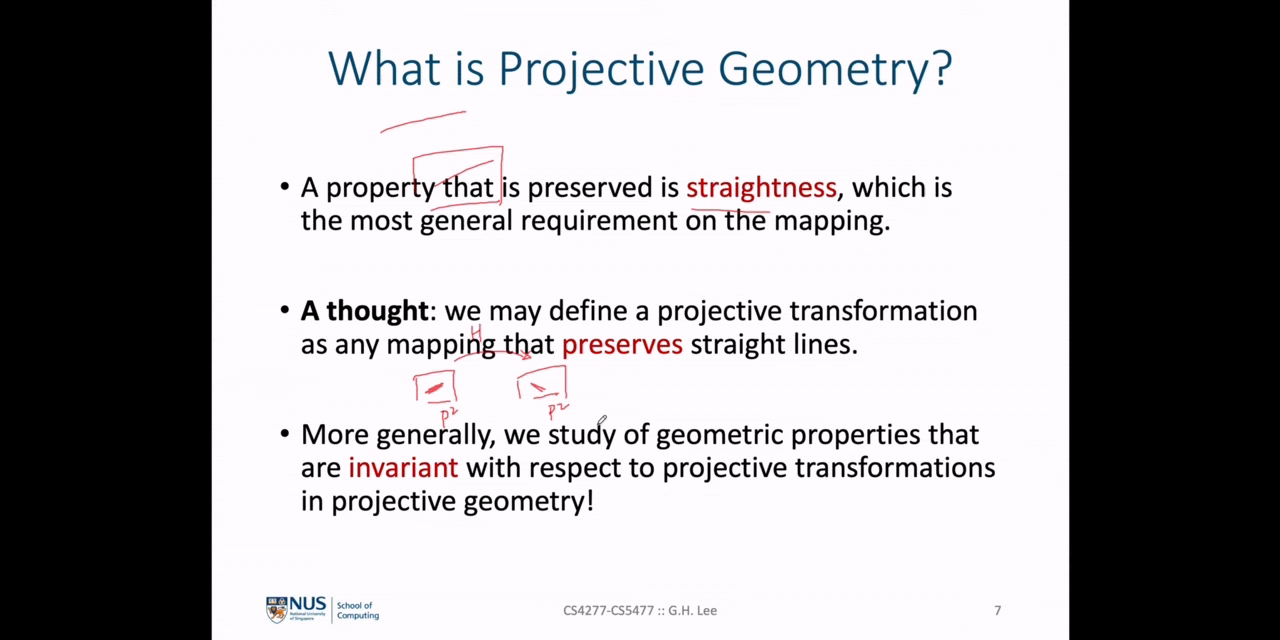 What is Projective Geometry?
• A property that is preserved is straightness, which is
the most general requirement on the mapping.
• A thought: we may define a projective transformation
as any mapping that preserves straight lines.
H
P² P²
• More generally, we study of geometric properties that
are invariant with respect to projective transformations
in projective geometry!
NUS
National University
of Singapore
School of
Computing
CS4277-CS5477 :: G.H. Lee
7